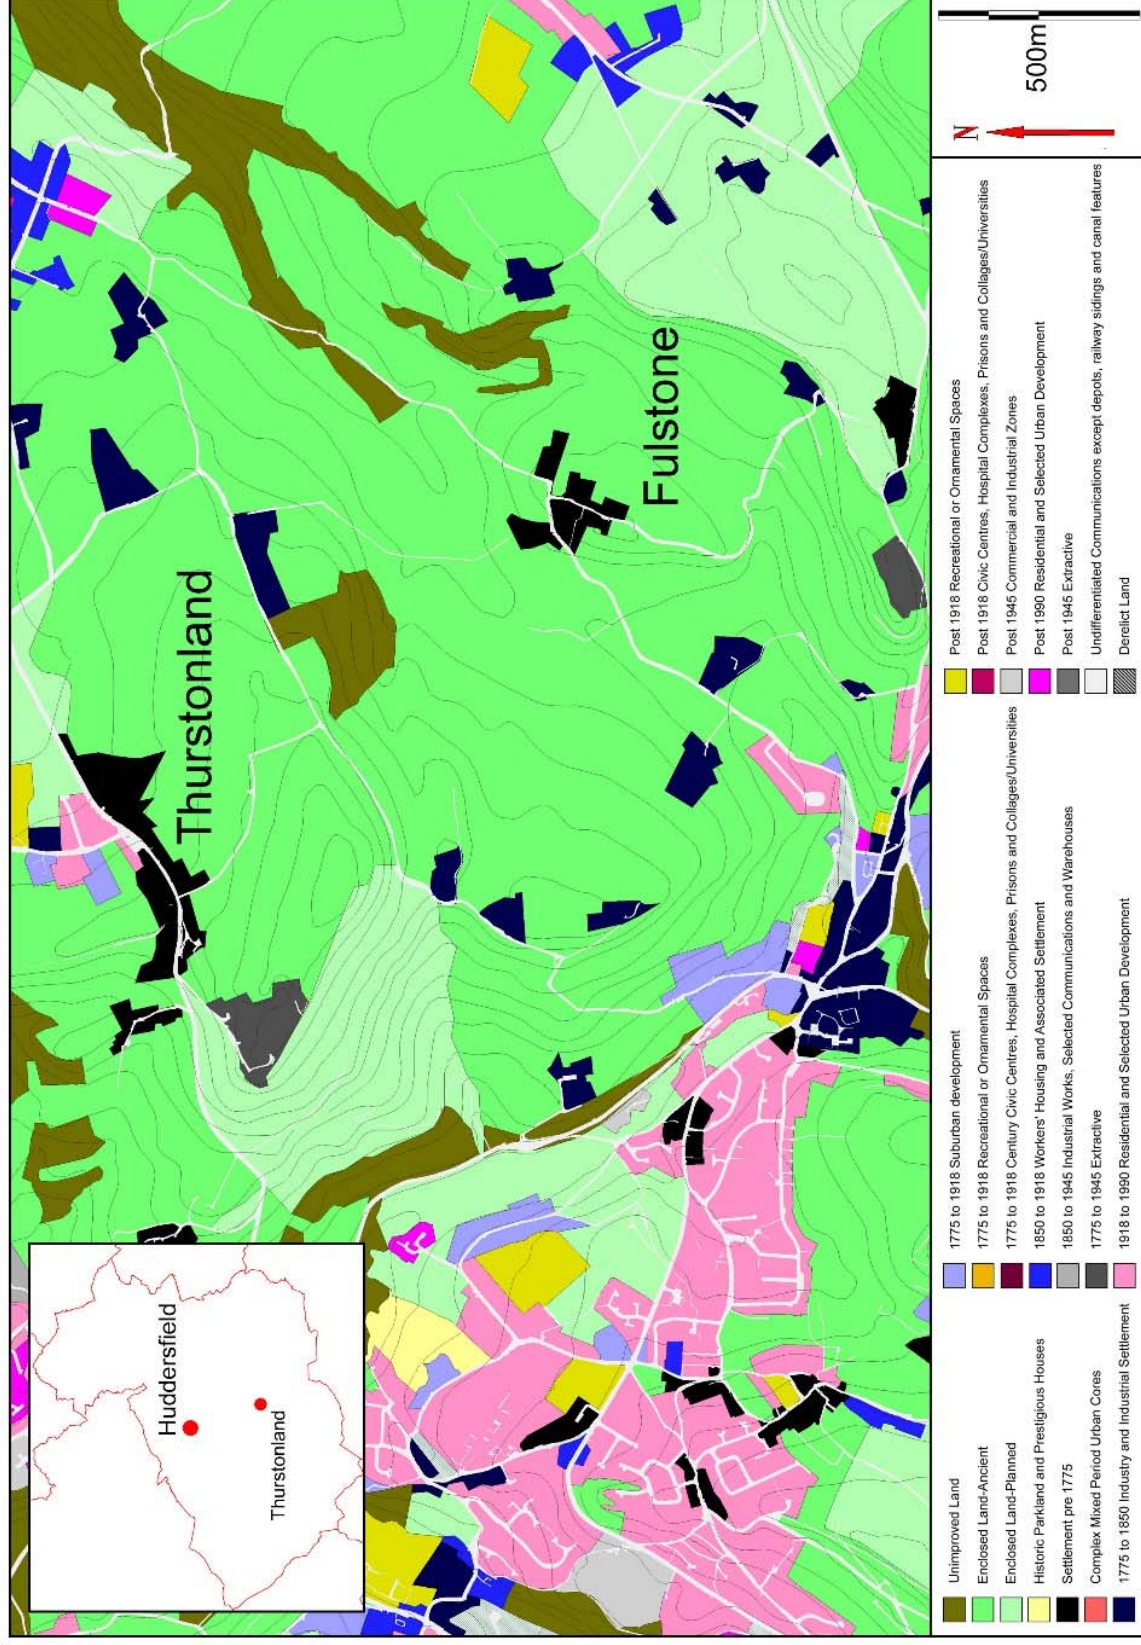 Thurstonland
Fulstone
Huddersfield
Thurstonland
Unimproved Land
Enclosed Land-Ancient
Enclosed Land-Planned
Historic Parkland and Prestigious Houses
Settlement pre 1775
Complex Mixed Period Urban Cores
1775 to 1850 Industry and Industrial Settlement
1775 to 1918 Suburban development
1775 to 1918 Recreational or Ornamental Spaces
1775 to 1918 Century Civic Centres, Hospital Complexes, Prisons and Collages/Universities
1850 to 1918 Workers' Housing and Associated Settlement
1850 to 1945 Industrial Works, Selected Communications and Warehouses
1775 to 1945 Extractive
1918 to 1990 Residential and Selected Urban Development
Post 1918 Recreational or Ornamental Spaces
Post 1918 Civic Centres, Hospital Complexes, Prisons and Collages/Universities
Post 1945 Commercial and Industrial Zones
Post 1990 Residential and Selected Urban Development
Post 1945 Extractive
Undifferentiated Communications except depots, railway sidings and canal features
Derelict Land
N
500m